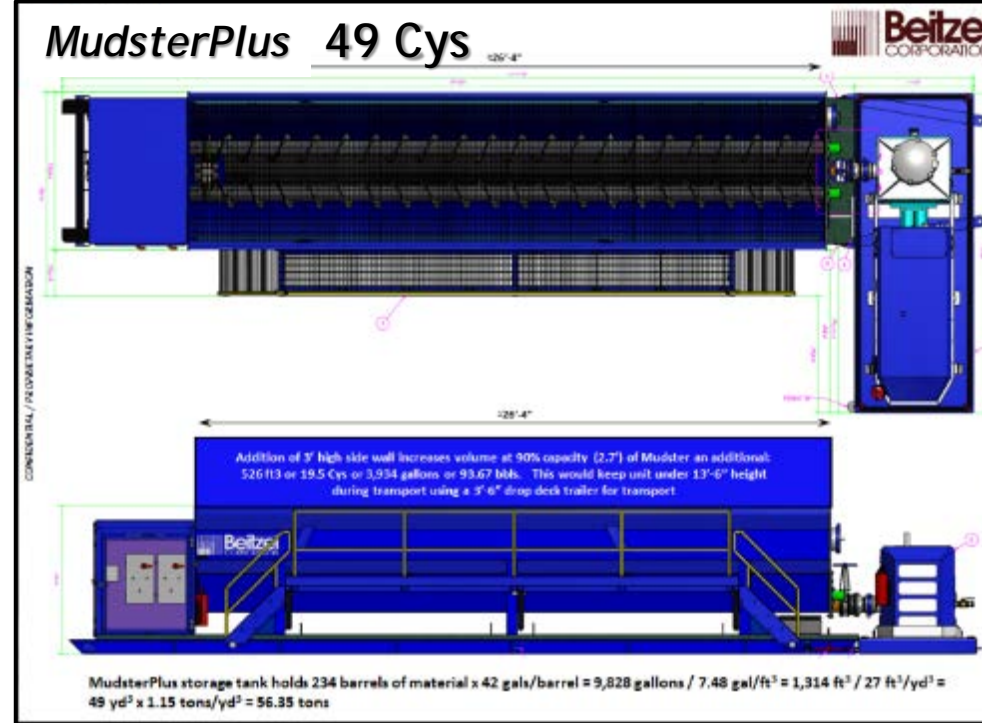 MudsterPlus 49 Cys
Beitzel
CORPORATION
±26'-4"
CONFIDENTIAL / PROPRIETARY INFORMATION
±26'-4"
Addition of 3' high side wall increases volume at 90% capacity (2.7') of Mudster an additional:
526 ft3 or 19.5 Cys or 3,934 gallons or 93.67 bbls. This would keep unit under 13'-6" height
during transport using a 3'-6" drop deck trailer for transport
Beitzel
MudsterPlus storage tank holds 234 barrels of material x 42 gals/barrel = 9,828 gallons / 7.48 gal/ft³ = 1,314 ft³ / 27 ft³/yd³ =
49 yd³ x 1.15 tons/yd³ = 56.35 tons